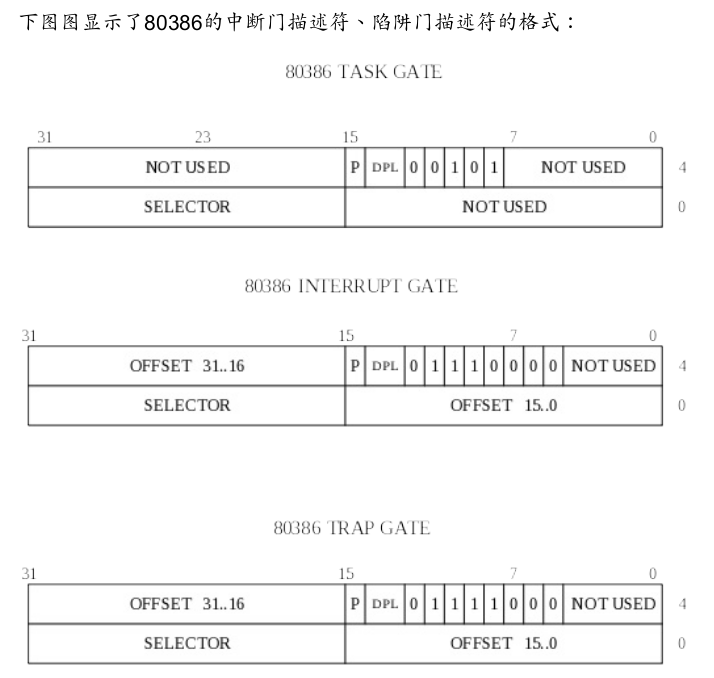 下图图显示了80386的中断门描述符、陷阱门描述符的格式：
80386 TASK GATE
31 23 15 7 0
NOT USED P DPL 0 0 1 0 1 NOT USED 4
SELECTOR NOT USED 0
80386 INTERRUPT GATE
31 15 7 0
OFFSET 31..16 P DPL 0 1 1 1 0 0 0 0 NOT USED 4
SELECTOR OFFSET 15..0 0
80386 TRAP GATE
31 15 7 0
OFFSET 31..16 P DPL 0 1 1 1 1 0 0 0 NOT USED 4
SELECTOR OFFSET 15..0 0